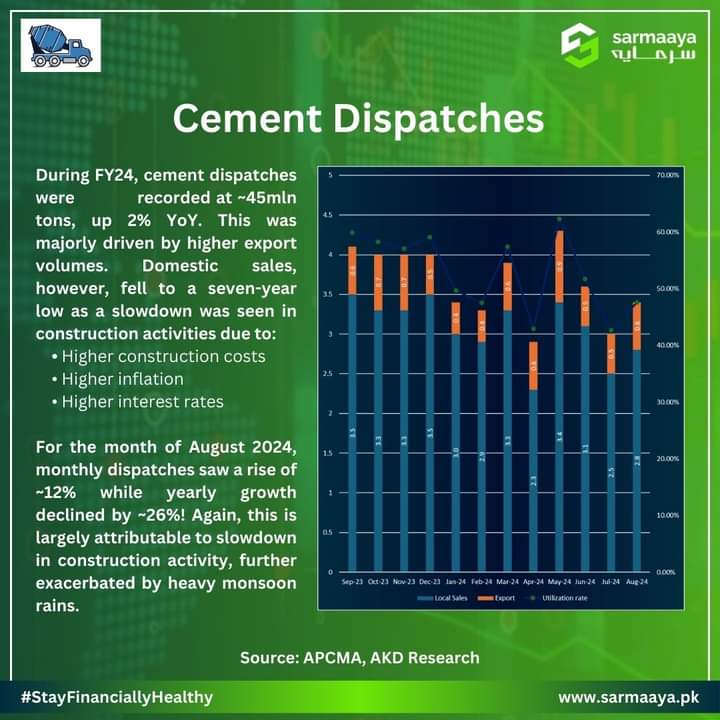 sarmaaya
سرمایه
Cement Dispatches
During FY24, cement dispatches
were recorded at ~45mln
tons, up 2% YoY. This was
majorly driven by higher export
volumes. Domestic sales,
however, fell to a seven-year
low as a slowdown was seen in
construction activities due to:
• Higher construction costs
• Higher inflation
• Higher interest rates
For the month of August 2024,
monthly dispatches saw a rise of
~12% while yearly growth
declined by ~26%! Again, this is
largely attributable to slowdown
in construction activity, further
exacerbated by heavy monsoon
rains.
5 70.00%
4.5
60.00%
4
50.00%
3.5
3 40.00%
2.5
30.00%
2
1.5 20.00%
1
10.00%
0.5
0 0.00%
0.6 0.7 0.7 0.5 0.4 0.4 0.6 0.6 0.9 0.5 0.5 0.6
3.5 3.3 3.3 3.5 3.0 2.9 3.3 2.3 3.4 3.1 2.5 2.8
Sep-23 Oct-23 Nov-23 Dec-23 Jan-24 Feb-24 Mar-24 Apr-24 May-24 Jun-24 Jul-24 Aug-24
Local Sales Export Utilization rate
Source: APCMA, AKD Research
#StayFinanciallyHealthy
www.sarmaaya.pk